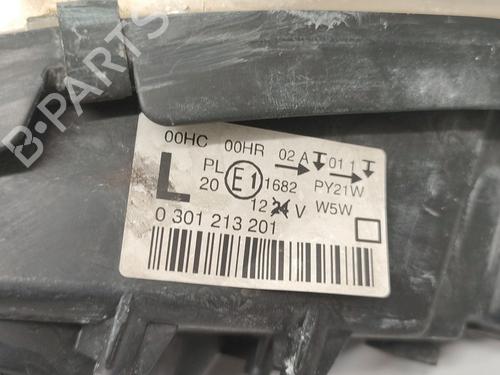 B-PARTS
00HC 00HR 02 A 01 1
L PL E1 1682 PY21W
20 12 24 V W5W
0 301 213 201